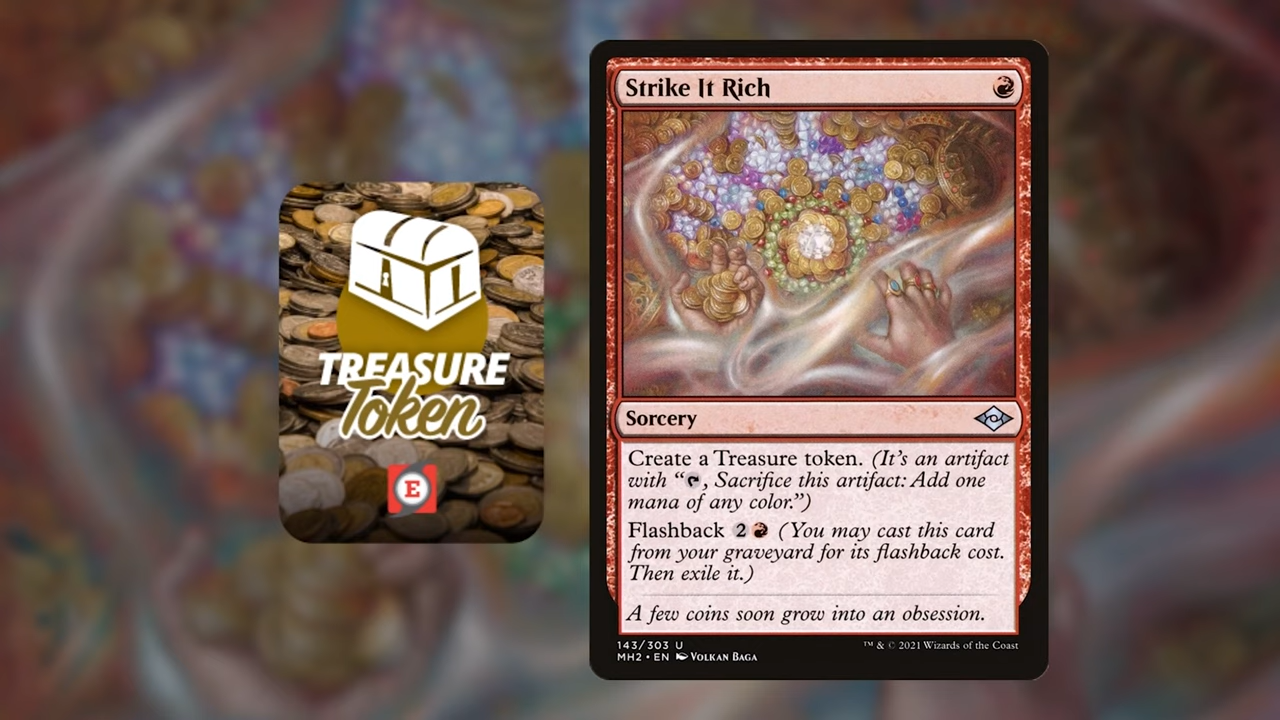 TREASURE
Token
E
Strike It Rich
Sorcery
Create a Treasure token. (It's an artifact
with “, Sacrifice this artifact: Add one
mana of any color.”)
Flashback 2 (You may cast this card
from your graveyard for its flashback cost.
Then exile it.)
A few coins soon grow into an obsession.
143/303 U
MH2 • EN Volkan Baga
™ & © 2021 Wizards of the Coast